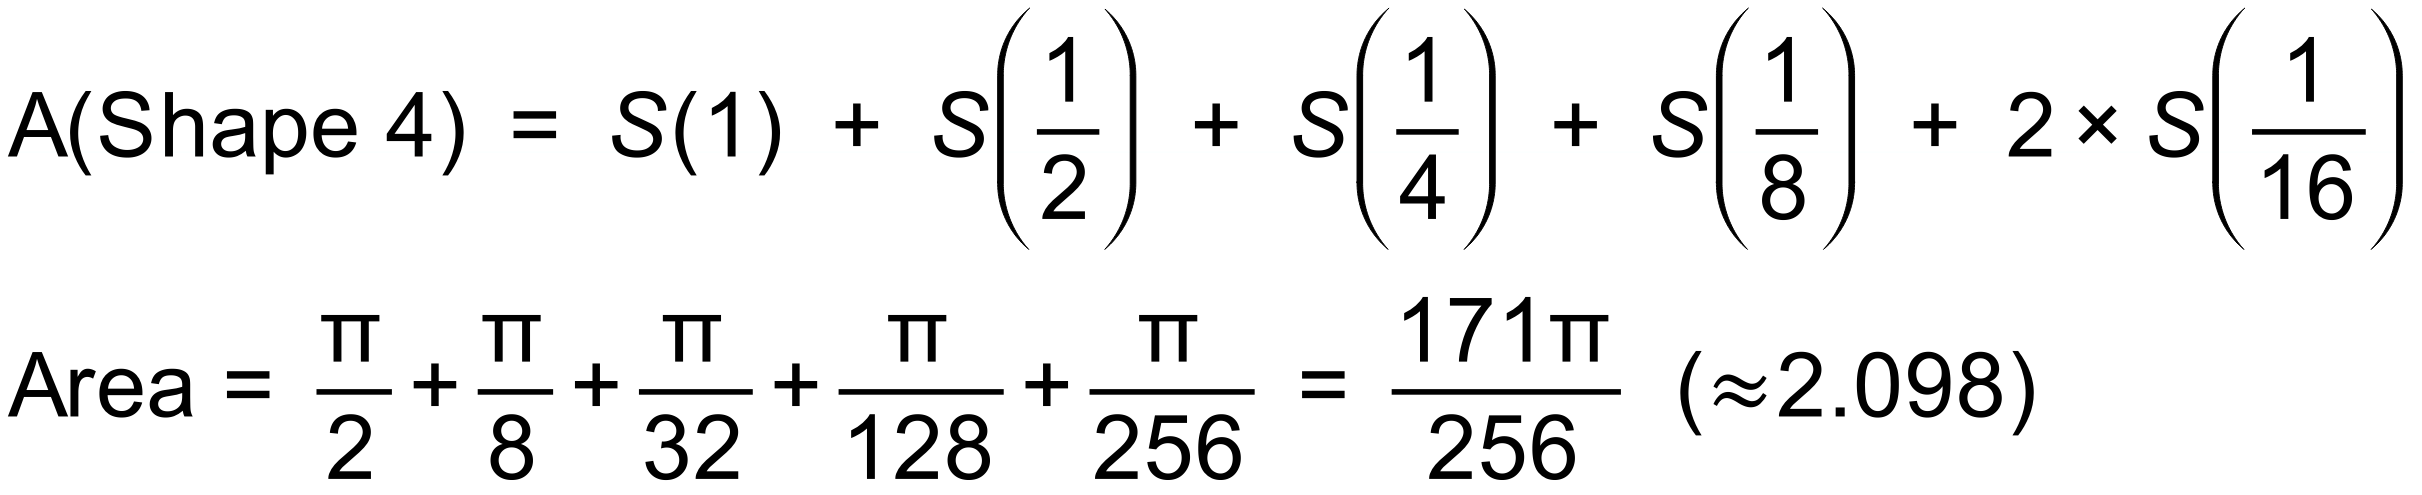 A(Shape 4) = S(1) + S(1/2) + S(1/4) + S(1/8) + 2 × S(1/16)
Area = π/2 + π/8 + π/32 + π/128 + π/256 = 171π/256 (≈2.098)